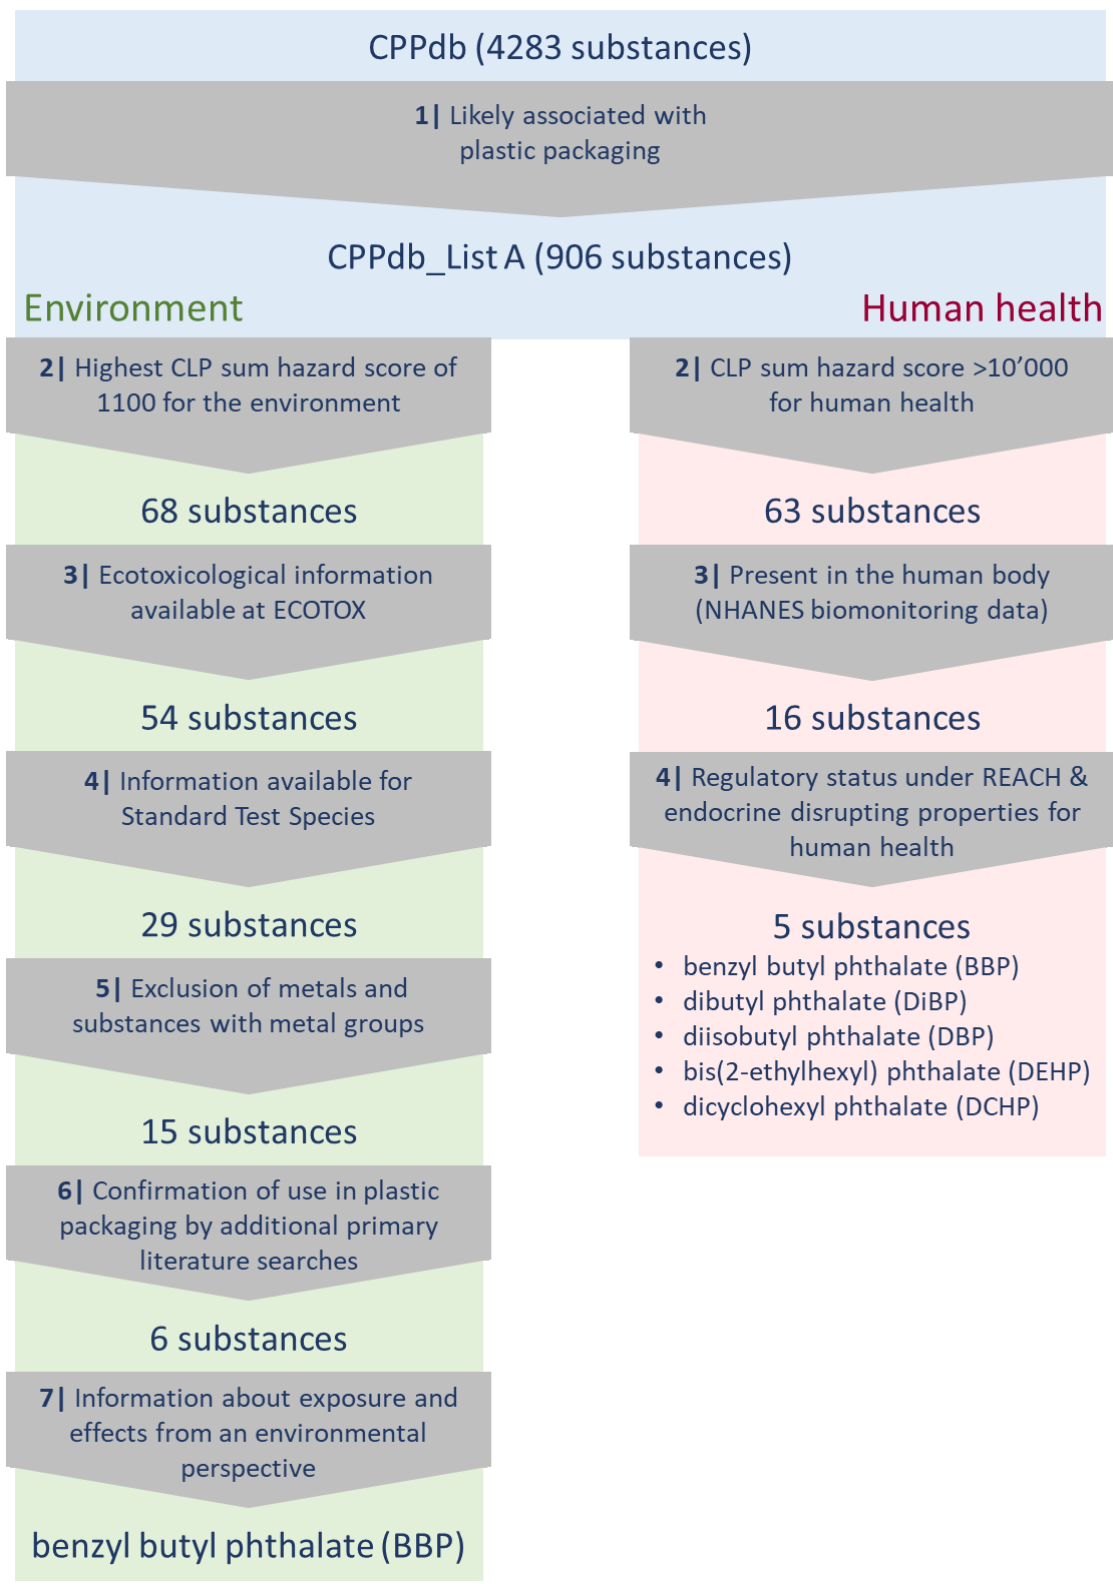 CPPdb (4283 substances)
1| Likely associated with
plastic packaging
CPPdb_List A (906 substances)
Environment
2| Highest CLP sum hazard score of
1100 for the environment
68 substances
3| Ecotoxicological information
available at ECOTOX
54 substances
4| Information available for
Standard Test Species
29 substances
5| Exclusion of metals and
substances with metal groups
15 substances
6| Confirmation of use in plastic
packaging by additional primary
literature searches
6 substances
7| Information about exposure and
effects from an environmental
perspective
benzyl butyl phthalate (BBP)
Human health
2| CLP sum hazard score >10’000
for human health
63 substances
3| Present in the human body
(NHANES biomonitoring data)
16 substances
4| Regulatory status under REACH &
endocrine disrupting properties for
human health
5 substances
• benzyl butyl phthalate (BBP)
• dibutyl phthalate (DiBP)
• diisobutyl phthalate (DBP)
• bis(2-ethylhexyl) phthalate (DEHP)
• dicyclohexyl phthalate (DCHP)